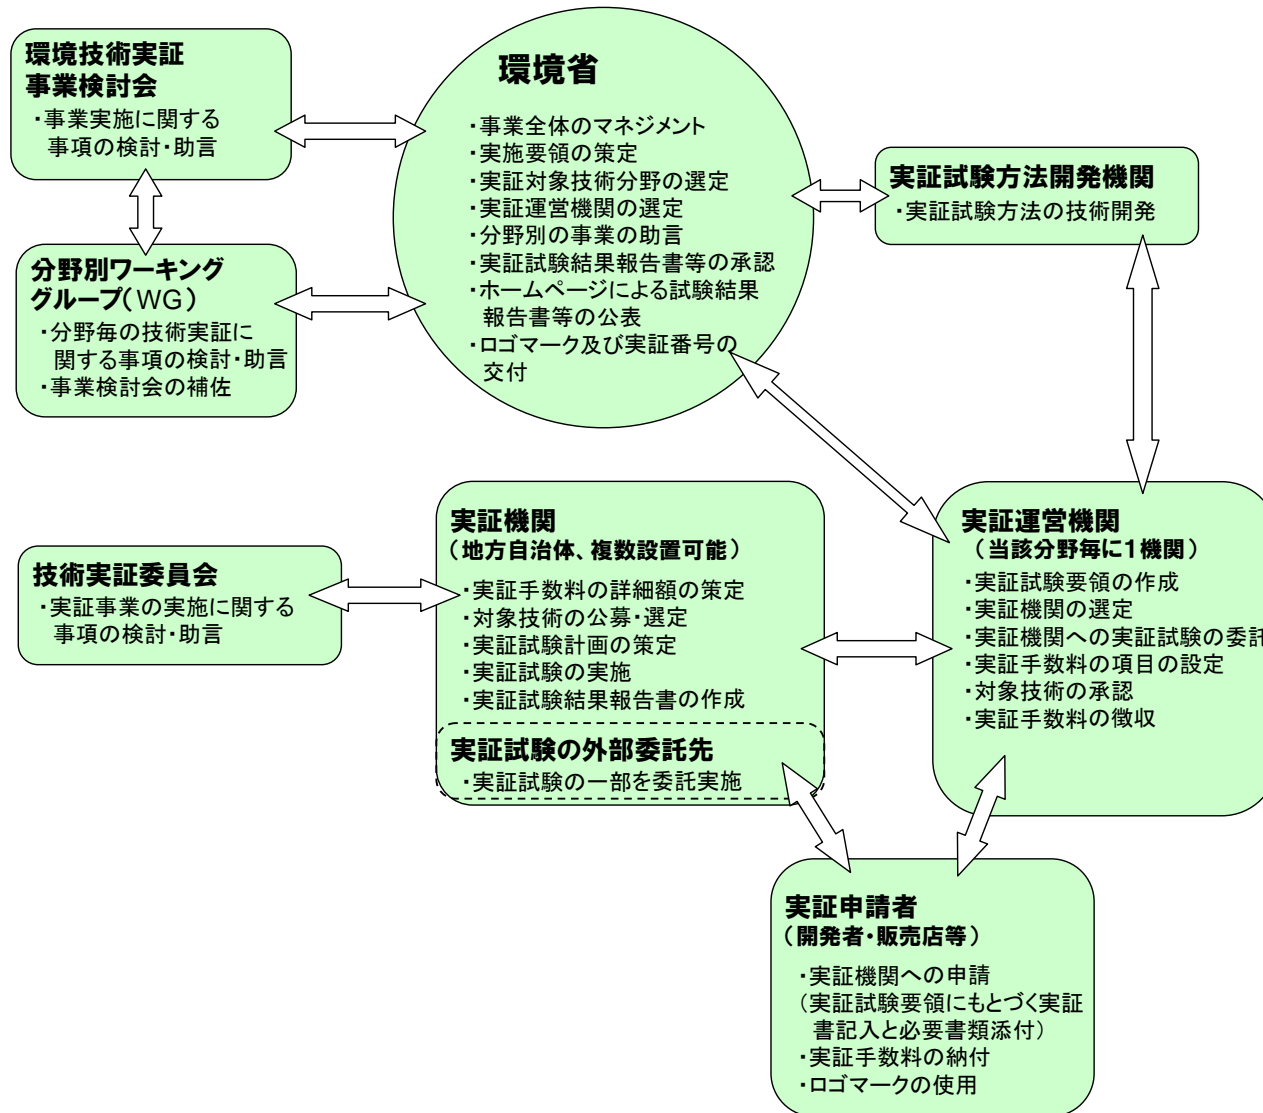 環境技術実証
事業検討会
・事業実施に関する
事項の検討・助言
環境省
・事業全体のマネジメント
・実施要領の策定
・実証対象技術分野の選定
・実証運営機関の選定
・分野別の事業の助言
・実証試験結果報告書等の承認
・ホームページによる試験結果
報告書等の公表
・ロゴマーク及び実証番号の
交付
実証試験方法開発機関
・実証試験方法の技術開発
分野別ワーキング
グループ(WG)
・分野毎の技術実証に
関する事項の検討・助言
・事業検討会の補佐
技術実証委員会
・実証事業の実施に関する
事項の検討・助言
実証機関
(地方自治体、複数設置可能)
・実証手数料の詳細額の策定
・対象技術の公募・選定
・実証試験計画の策定
・実証試験の実施
・実証試験結果報告書の作成
実証試験の外部委託先
・実証試験の一部を委託実施
実証運営機関
(当該分野毎に1機関)
・実証試験要領の作成
・実証機関の選定
・実証機関への実証試験の委託
・実証手数料の項目の設定
・対象技術の承認
・実証手数料の徴収
実証申請者
(開発者・販売店等)
・実証機関への申請
(実証試験要領にもとづく実証
書記入と必要書類添付)
・実証手数料の納付
・ロゴマークの使用